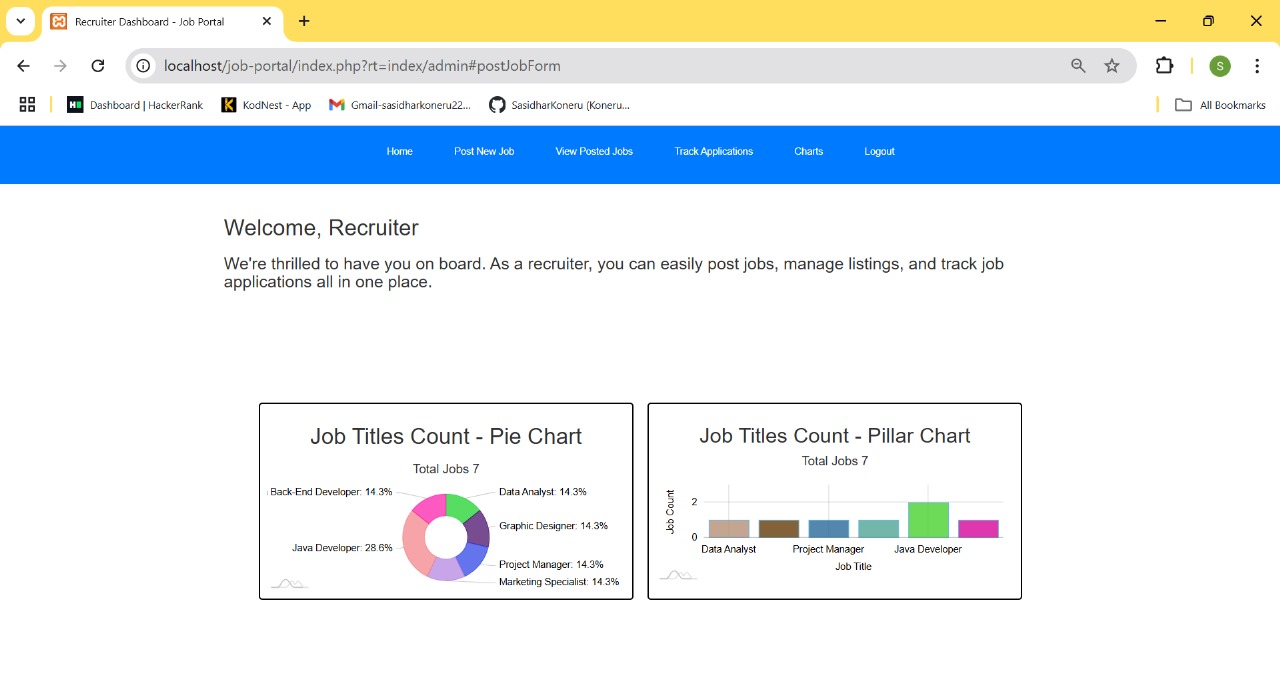 Recruiter Dashboard - Job Portal
localhost/job-portal/index.php?rt=index/admin#postJobForm
S
H
Dashboard | HackerRank
K
KodNest - App
Gmail-sasidharkoneru22...
SasidharKoneru (Koneru...
All Bookmarks
Home
Post New Job
View Posted Jobs
Track Applications
Charts
Logout
Welcome, Recruiter
We're thrilled to have you on board. As a recruiter, you can easily post jobs, manage listings, and track job
applications all in one place.
Job Titles Count - Pie Chart
Total Jobs 7
Back-End Developer: 14.3%
Data Analyst: 14.3%
Graphic Designer: 14.3%
Java Developer: 28.6%
Project Manager: 14.3%
Marketing Specialist: 14.3%
Job Titles Count - Pillar Chart
Total Jobs 7
Job Count
2
0
Data Analyst
Project Manager
Java Developer
Job Title